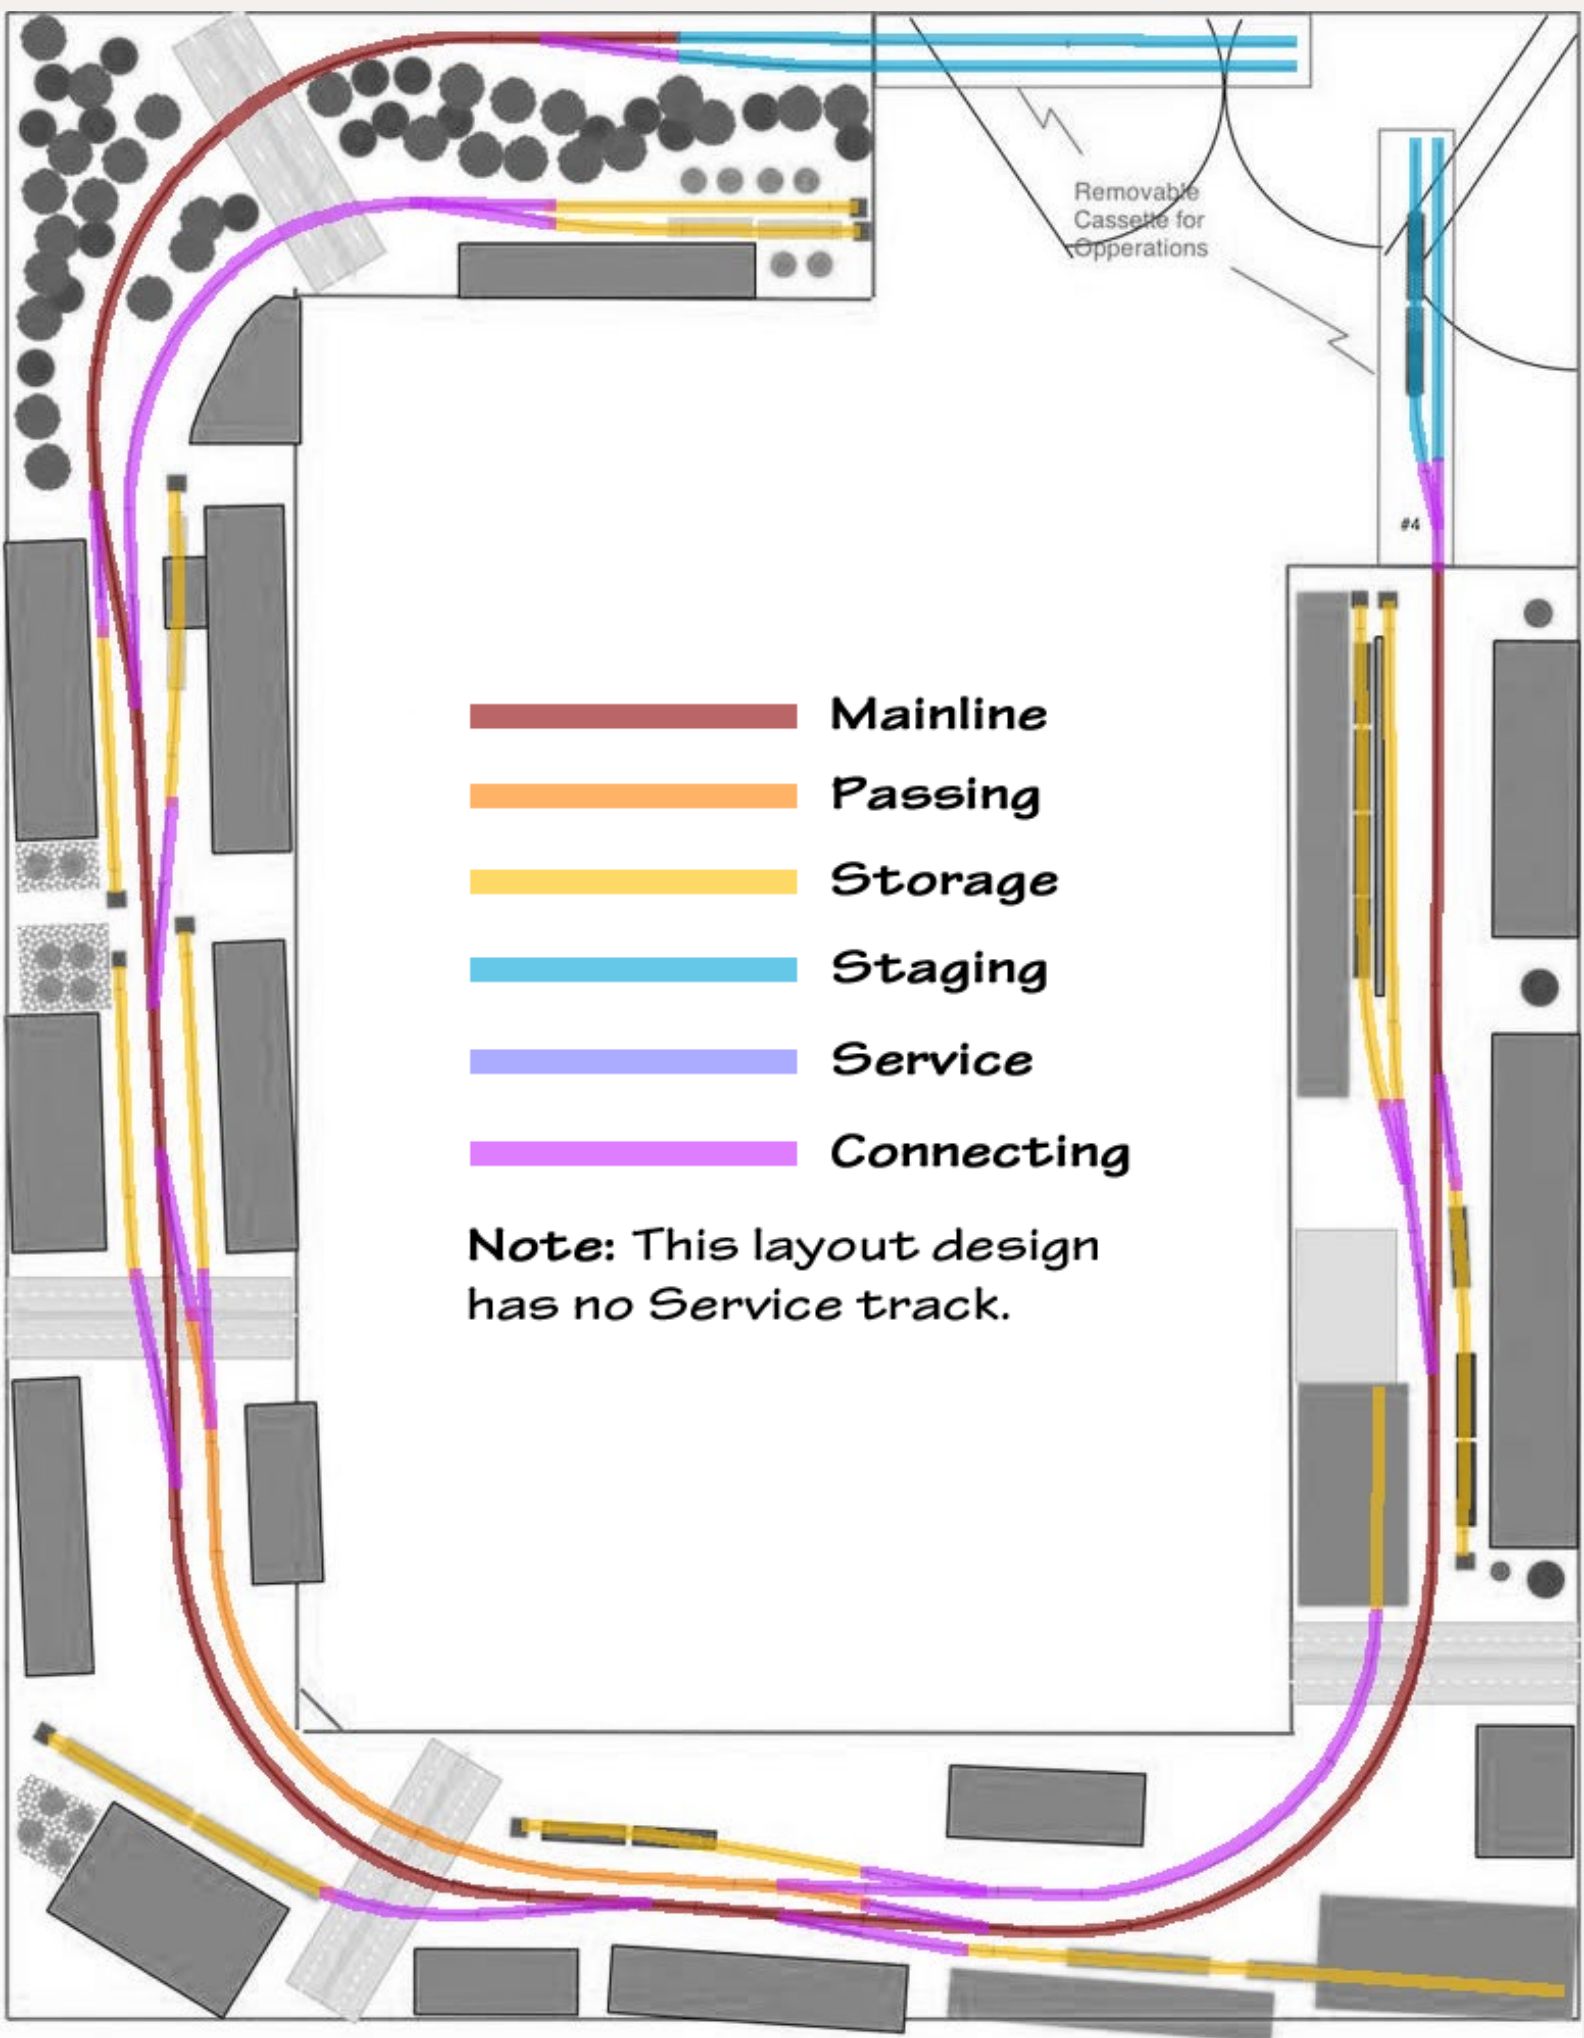 Removable
Cassette for
Opperations
#4
Mainline
Passing
Storage
Staging
Service
Connecting
Note: This layout design
has no Service track.